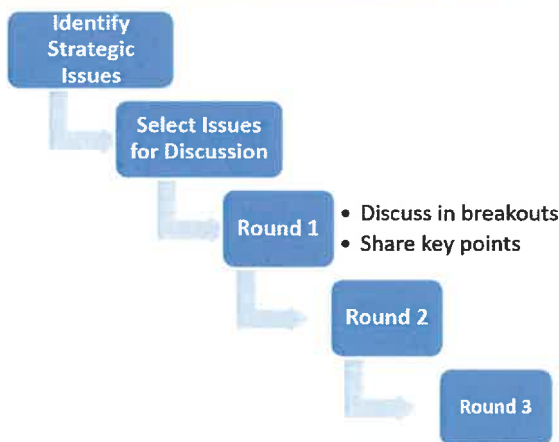 Identify
Strategic
Issues
Select Issues
for Discussion
Round 1
• Discuss in breakouts
• Share key points
Round 2
Round 3